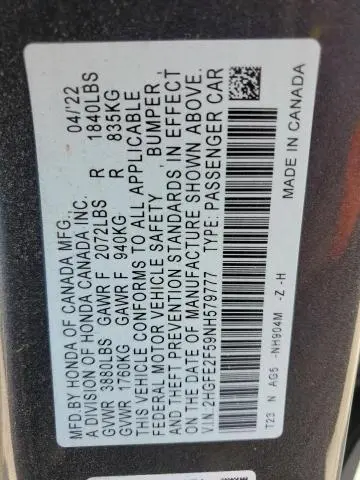 MFD.BY HONDA OF CANADA MFG., 04/'22
A DIVISION OF HONDA CANADA INC.
GVWR 3880LBS GAWR F 2072LBS R 1840LBS
GVWR 1760KG GAWR F 940KG R 835KG
THIS VEHICLE CONFORMS TO ALL APPLICABLE
FEDERAL MOTOR VEHICLE SAFETY, BUMPER,
AND THEFT PREVENTION STANDARDS IN EFFECT
ON THE DATE OF MANUFACTURE SHOWN ABOVE.
V.I.N. 2HGFE2F59NH579777 TYPE: PASSENGER CAR
T23 N AG5 -NH904M -Z -H MADE IN CANADA